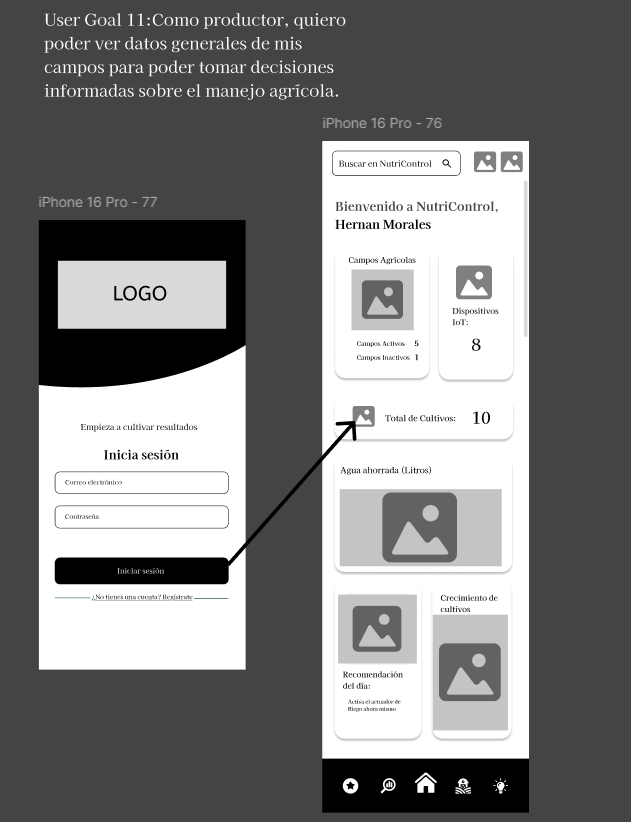 User Goal 11:Como productor, quiero
poder ver datos generales de mis
campos para poder tomar decisiones
informadas sobre el manejo agrícola.
iPhone 16 Pro - 77
LOGO
Empieza a cultivar resultados
Inicia sesión
Correo electrónico
Contraseña
Iniciar sesión
¿No tienes una cuenta? Regístrate
iPhone 16 Pro - 76
Buscar en NutriControl
Bienvenido a NutriControl,
Hernan Morales
Campos Agrícolas
Campos Activos 5
Campos Inactivos 1
Dispositivos
IoT:
8
Total de Cultivos: 10
Agua ahorrada (Litros)
Recomendación
del día:
Activa el actuador de
Riego ahora mismo
Crecimiento de
cultivos